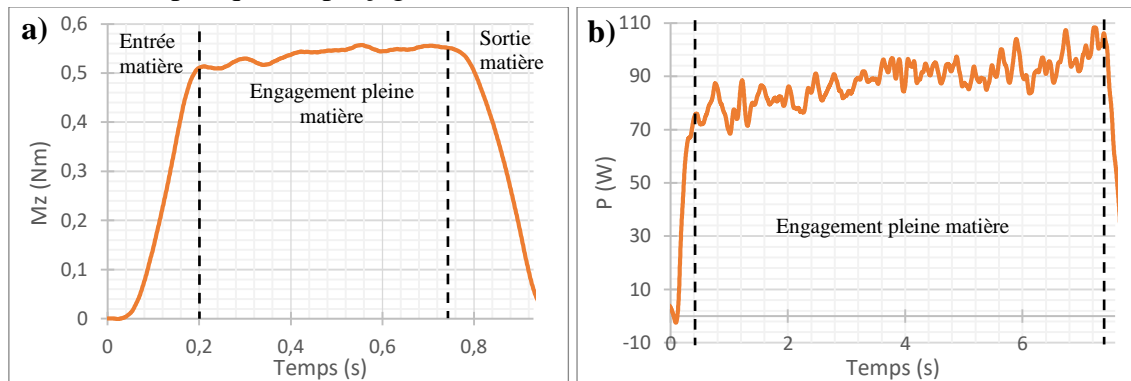 a)
0,6
0,5
0,4
0,3
0,2
0,1
0
Mz (Nm)
Entrée
matière
Engagement pleine
matière
Sortie
matière
0
0,2
0,4
0,6
0,8
Temps (s)
b)
110
90
70
50
30
10
-10
P (W)
Engagement pleine matière
0
2
4
6
Temps (s)